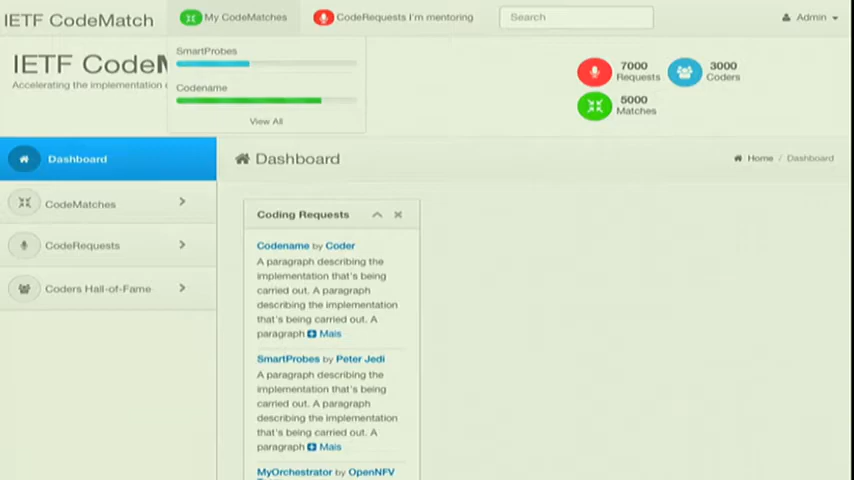 IETF CodeMatch
My CodeMatches
CodeRequests I'm mentoring
Search
Admin
IETF Code
Accelerating the implementation
SmartProbes
Codename
View All
7000
Requests
3000
Coders
5000
Matches
Dashboard
CodeMatches
CodeRequests
Coders Hall-of-Fame
Dashboard
Home / Dashboard
Coding Requests
Codename by Coder
A paragraph describing the
implementation that's being
carried out. A paragraph
describing the implementation
that's being carried out. A
paragraph Mais
SmartProbes by Peter Jedi
A paragraph describing the
implementation that's being
carried out. A paragraph
describing the implementation
that's being carried out. A
paragraph Mais
MyOrchestrator by OpenNFV